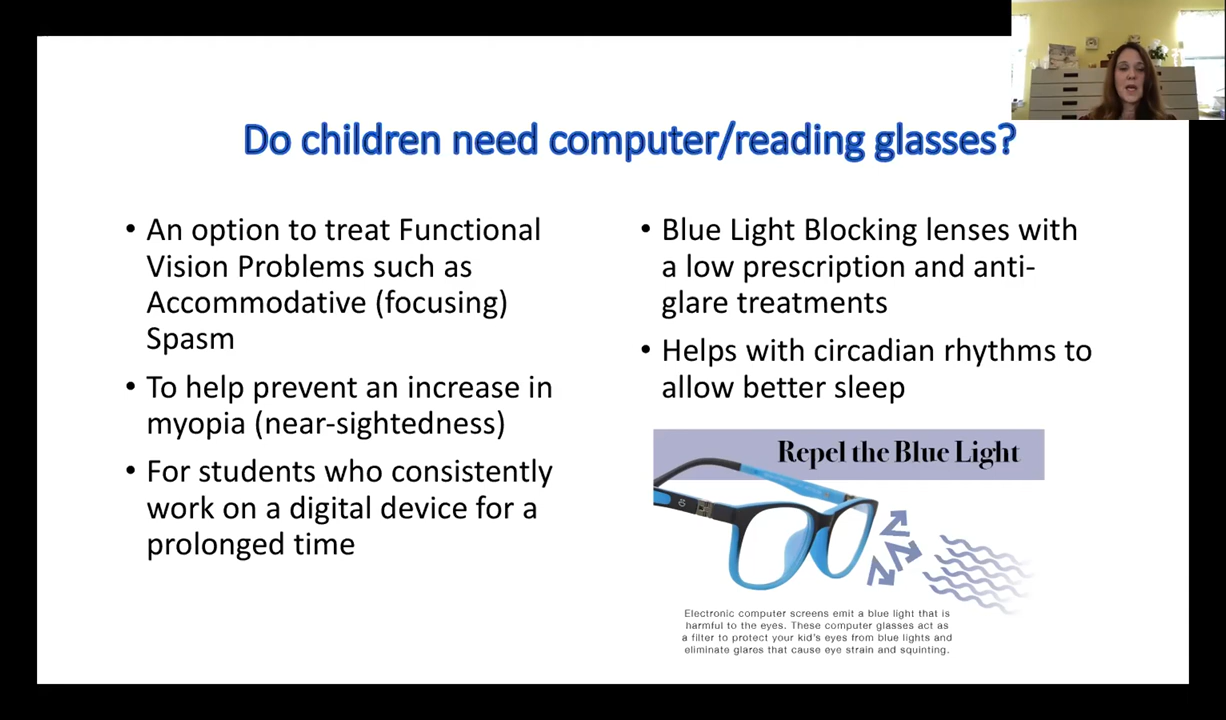 Do children need computer/reading glasses?
• An option to treat Functional
Vision Problems such as
Accommodative (focusing)
Spasm
• To help prevent an increase in
myopia (near-sightedness)
• For students who consistently
work on a digital device for a
prolonged time
• Blue Light Blocking lenses with
a low prescription and anti-
glare treatments
• Helps with circadian rhythms to
allow better sleep
Repel the Blue Light
Electronic computer screens emit a blue light that is
harmful to the eyes. These computer glasses act as
a filter to protect your kid's eyes from blue lights and
eliminate glares that cause eye strain and squinting.